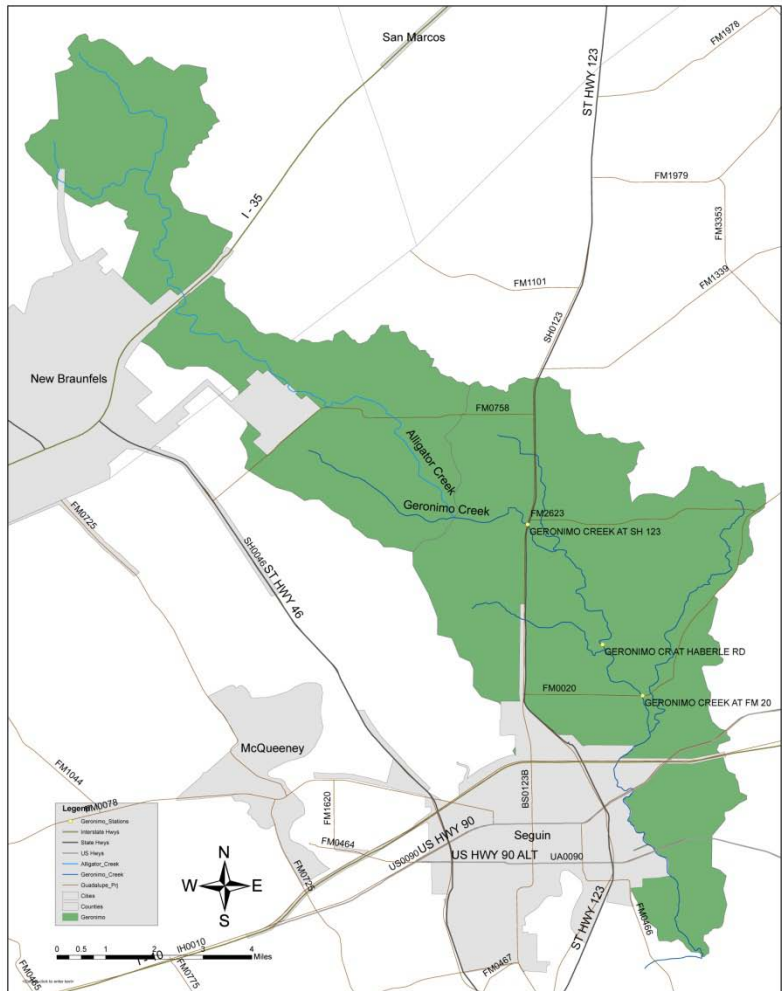 San Marcos
ST HWY 123
FM1978
FM1979
FM3353
FM1339
I - 35
FM1101
SH0123
New Braunfels
FM0758
Alligator Creek
Geronimo Creek
FM2623
GERONIMO CREEK AT SH 123
FM0725
SH0046
ST HWY 46
GERONIMO CR AT HABERLE RD
FM0020
GERONIMO CREEK AT FM 20
McQueeney
FM1044
FM0078
FM1620
FM0464
BS0123B
Seguin
US0090
US HWY 90
US HWY 90 ALT
UA0090
FM0725
ST HWY 123
FM0466
FM0467
FM0465
I - 10
IH0010
FM0775
Legend
Geronimo_Stations
Interstate Hwys
State Hwys
US Hwys
Alligator_Creek
Geronimo_Creek
Guadalupe_Prj
Cities
Counties
Geronimo
N
W
E
S
0 0.5 1 2 3 4
Miles